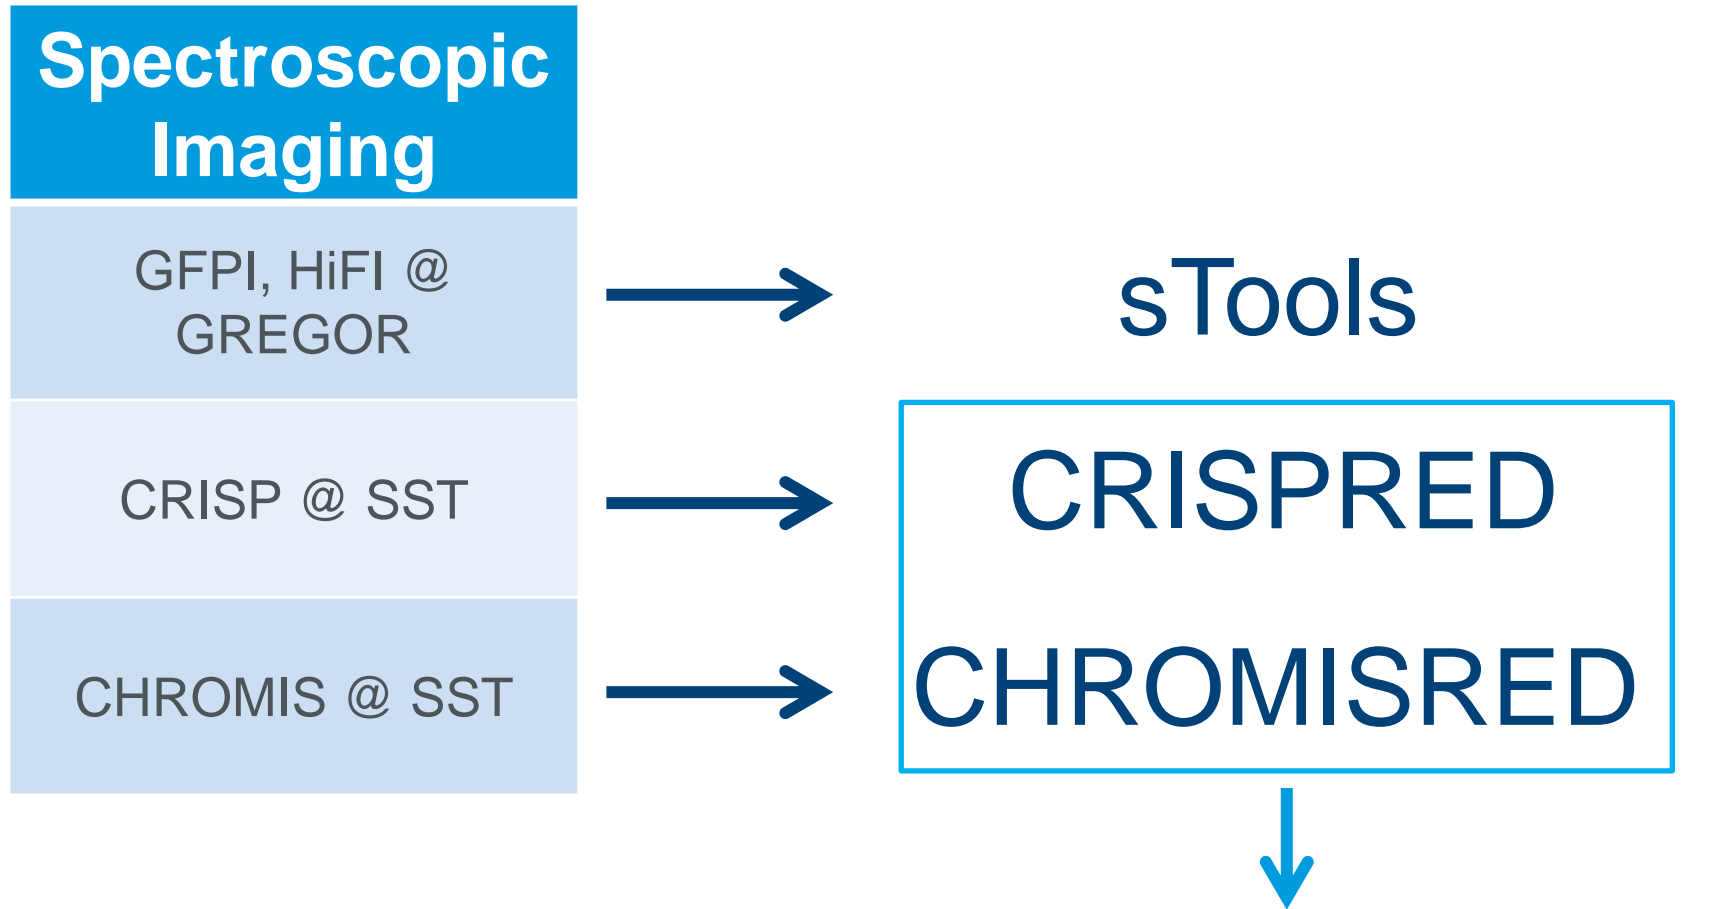 Spectroscopic
Imaging
GFPI, HiFI @
GREGOR
sTools
CRISP @ SST
CRISPRED
CHROMIS @ SST
CHROMISRED